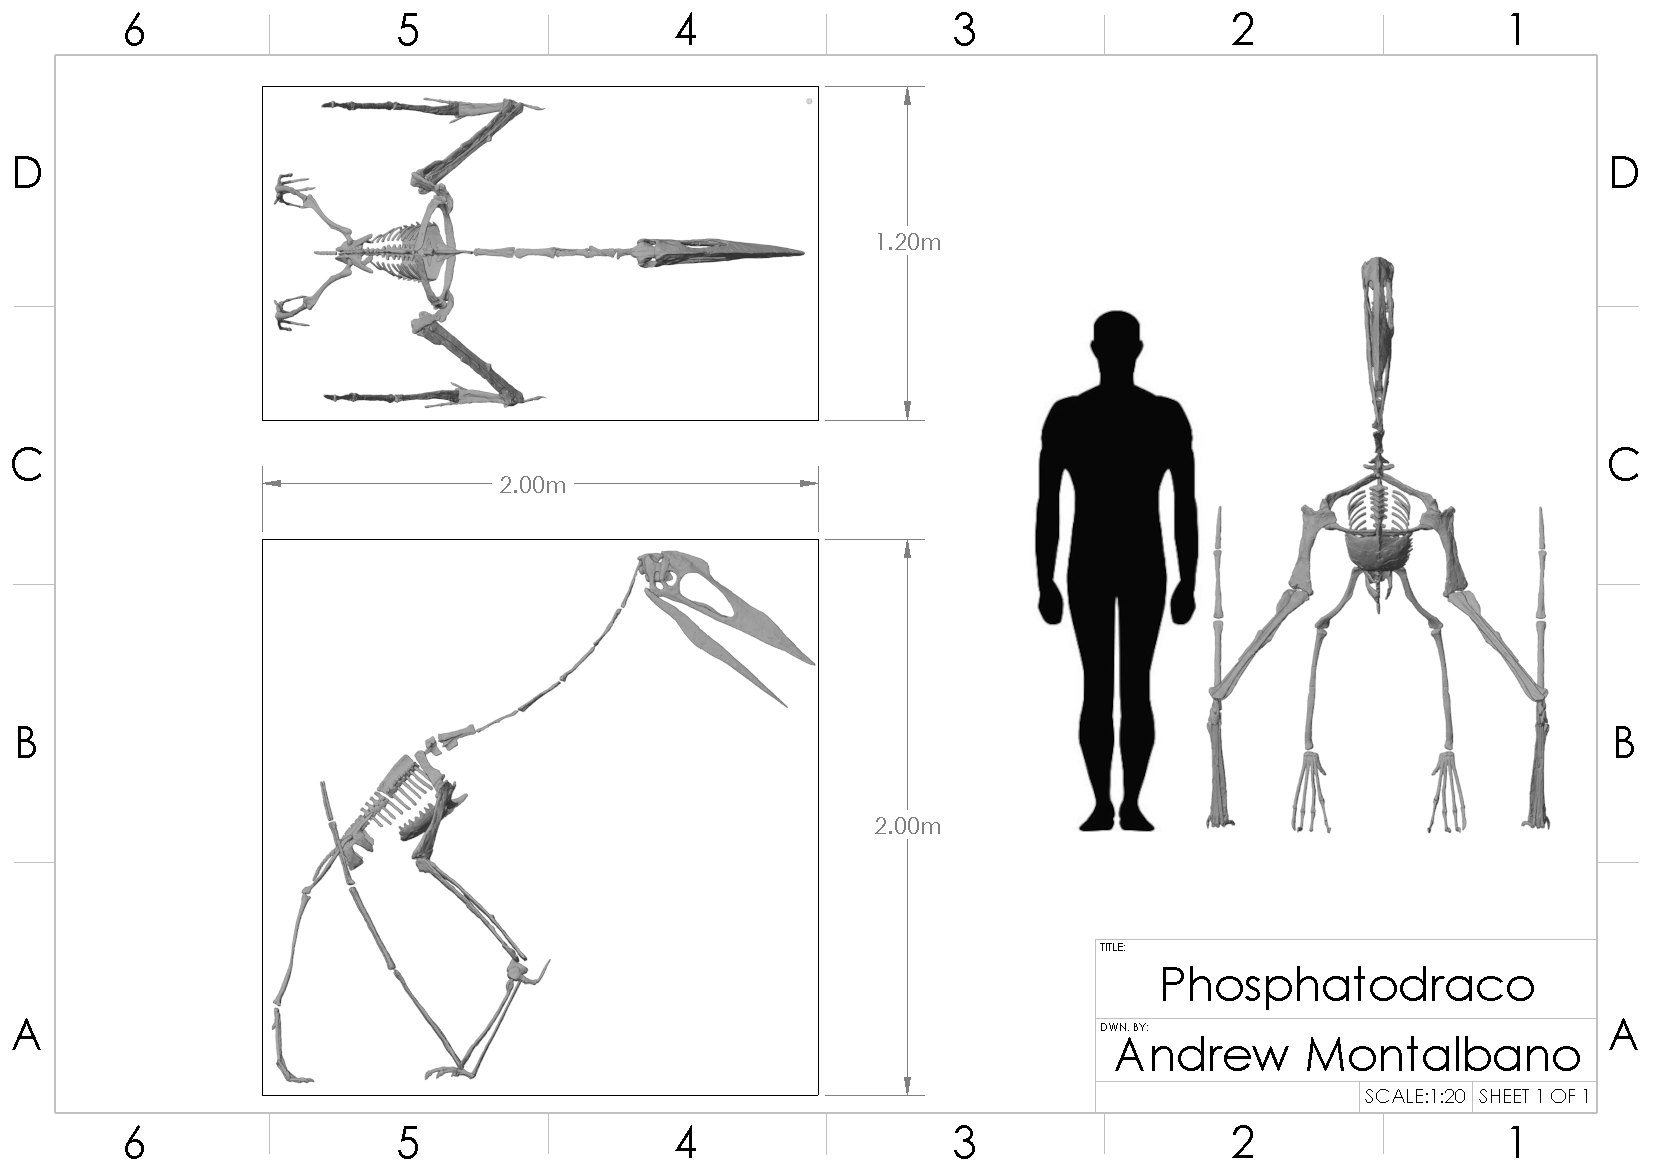 6 5 4 3 2 1
D D
1.20m
C C
2.00m
B B
2.00m
TITLE:
Phosphatodraco
A A
DWN. BY:
Andrew Montalbano
SCALE:1:20 SHEET 1 OF 1
6 5 4 3 2 1